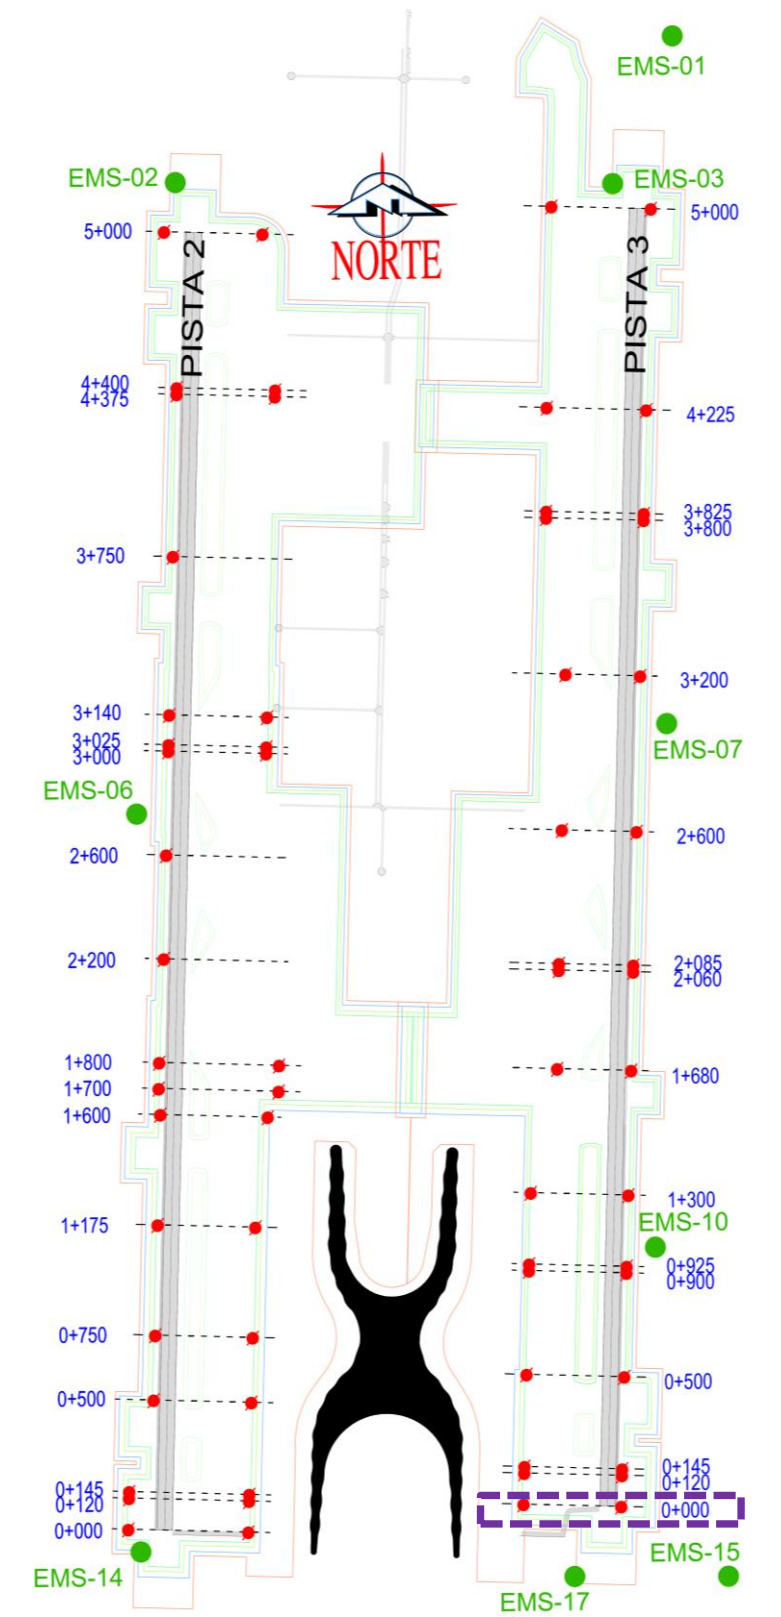 EMS-01
EMS-02
EMS-03
5+000
5+000
PISTA 2
PISTA 3
NORTE
4+400
4+375
4+225
3+825
3+800
3+750
3+200
3+140
3+025
3+000
EMS-07
EMS-06
2+600
2+600
2+200
2+085
2+060
1+800
1+700
1+680
1+600
1+300
1+175
EMS-10
0+925
0+900
0+750
0+500
0+500
0+145
0+120
0+145
0+120
0+000
0+000
EMS-14
EMS-15
EMS-17